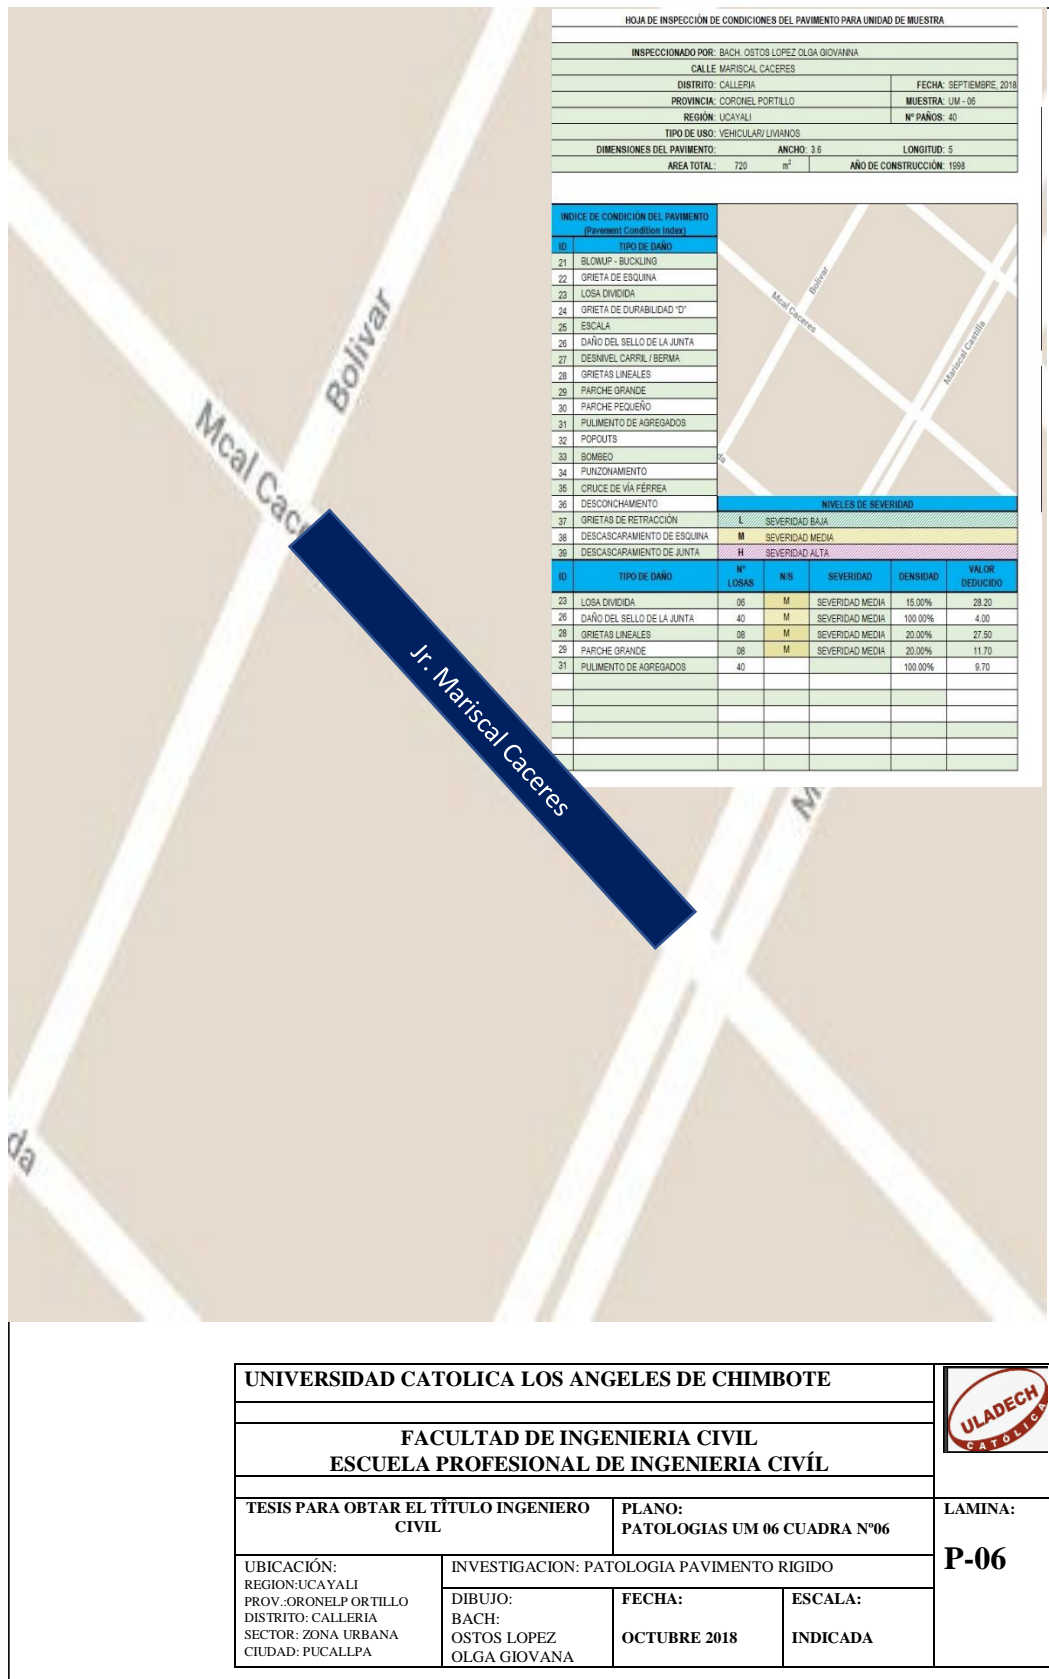 HOJA DE INSPECCIÓN DE CONDICIONES DEL PAVIMENTO PARA UNIDAD DE MUESTRA
INSPECCIONADO POR: BACH. OSTOS LOPEZ OLGA GIOVANNA
CALLE MARISCAL CACERES
DISTRITO: CALLERIA FECHA: SEPTIEMBRE, 2018
PROVINCIA: CORONEL PORTILLO MUESTRA: UM - 06
REGIÓN: UCAYALI Nº PAÑOS: 40
TIPO DE USO: VEHICULAR/ LIVIANOS
DIMENSIONES DEL PAVIMENTO: ANCHO: 3.6 LONGITUD: 5
AREA TOTAL: 720 m² AÑO DE CONSTRUCCIÓN: 1998
INDICE DE CONDICIÓN DEL PAVIMENTO
(Pavement Condition Index)
ID TIPO DE DAÑO
21 BLOWUP - BUCKLING
22 GRIETA DE ESQUINA
23 LOSA DIVIDIDA
24 GRIETA DE DURABILIDAD "D"
25 ESCALA
26 DAÑO DEL SELLO DE LA JUNTA
27 DESNIVEL CARRIL / BERMA
28 GRIETAS LINEALES
29 PARCHE GRANDE
30 PARCHE PEQUEÑO
31 PULIMENTO DE AGREGADOS
32 POPOUTS
33 BOMBEO
34 PUNZONAMIENTO
35 CRUCE DE VÍA FÉRREA
36 DESCONCHAMIENTO
37 GRIETAS DE RETRACCIÓN
38 DESCASCARAMIENTO DE ESQUINA
39 DESCASCARAMIENTO DE JUNTA
Bolivar
Mcal Caceres
Mariscal Castilla
da
NIVELES DE SEVERIDAD
L SEVERIDAD BAJA
M SEVERIDAD MEDIA
H SEVERIDAD ALTA
ID TIPO DE DAÑO N° LOSAS N/S SEVERIDAD DENSIDAD VALOR DEDUCIDO
23 LOSA DIVIDIDA 06 M SEVERIDAD MEDIA 15.00% 28.20
26 DAÑO DEL SELLO DE LA JUNTA 40 M SEVERIDAD MEDIA 100.00% 4.00
28 GRIETAS LINEALES 08 M SEVERIDAD MEDIA 20.00% 27.50
29 PARCHE GRANDE 08 M SEVERIDAD MEDIA 20.00% 11.70
31 PULIMENTO DE AGREGADOS 40 100.00% 9.70
Bolivar
Mcal Cace
Jr. Mariscal Caceres
M
da
UNIVERSIDAD CATOLICA LOS ANGELES DE CHIMBOTE
FACULTAD DE INGENIERIA CIVIL
ESCUELA PROFESIONAL DE INGENIERIA CIVÍL
ULADECH
CATÓLICA
TESIS PARA OBTAR EL TÍTULO INGENIERO
CIVIL
PLANO:
PATOLOGIAS UM 06 CUADRA Nº06
LAMINA:
P-06
UBICACIÓN:
REGION:UCAYALI
PROV.:ORONELP ORTILLO
DISTRITO: CALLERIA
SECTOR: ZONA URBANA
CIUDAD: PUCALLPA
INVESTIGACION: PATOLOGIA PAVIMENTO RIGIDO
DIBUJO:
BACH:
OSTOS LOPEZ
OLGA GIOVANA
FECHA:
OCTUBRE 2018
ESCALA:
INDICADA